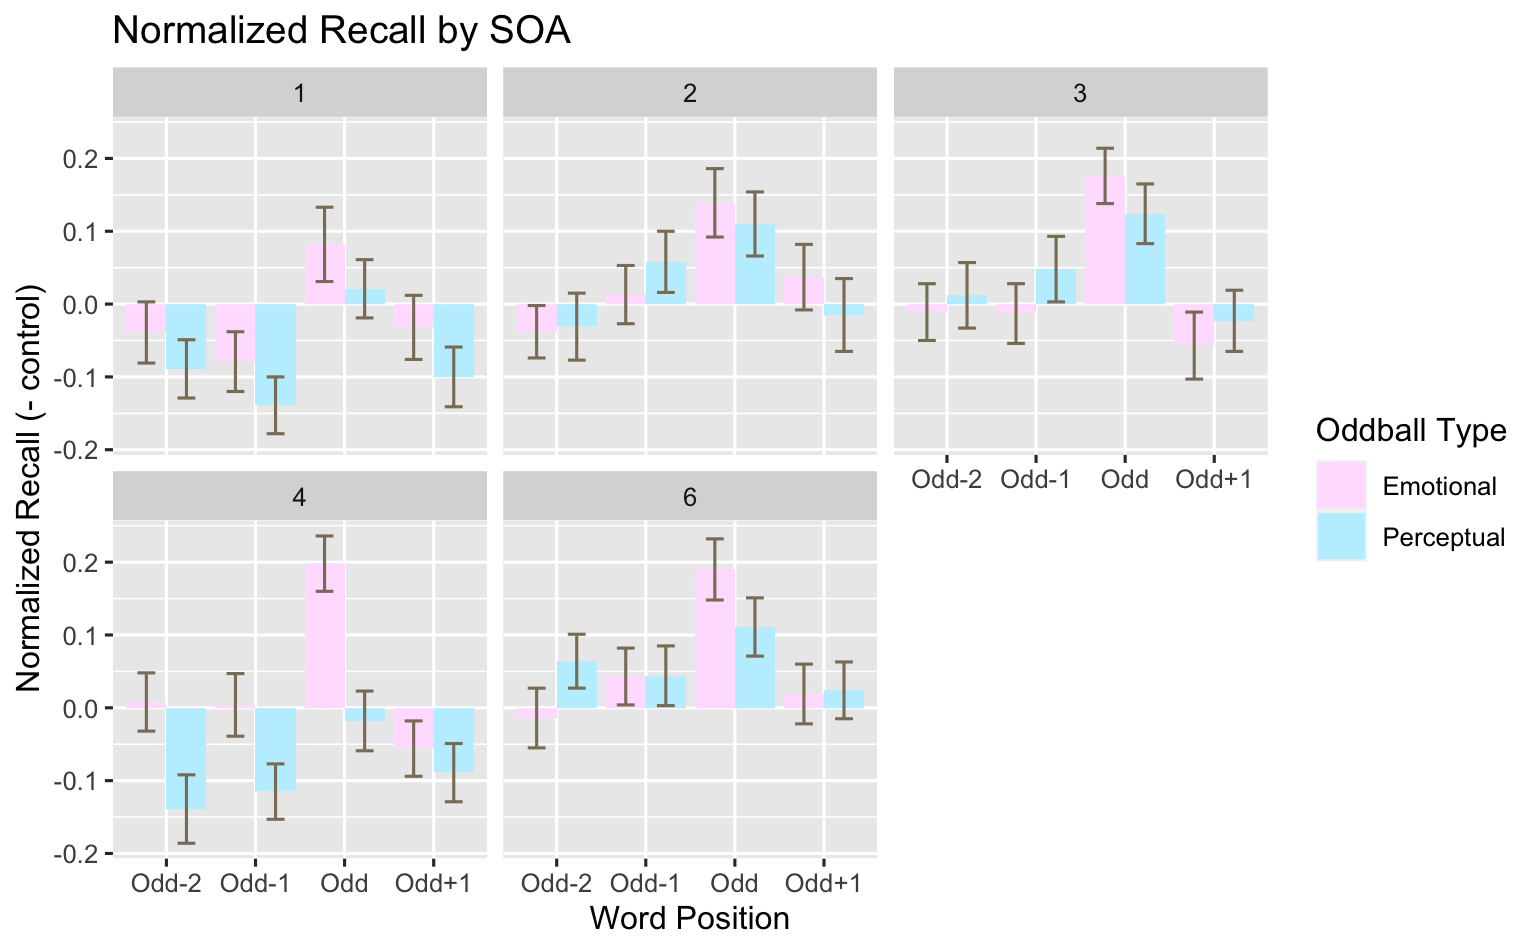 Normalized Recall by SOA
1
2
3
0.2
0.1
0.0
-0.1
-0.2
Odd-2 Odd-1 Odd Odd+1
4
6
0.2
0.1
0.0
-0.1
-0.2
Odd-2 Odd-1 Odd Odd+1
Odd-2 Odd-1 Odd Odd+1
Word Position
Normalized Recall (- control)
Oddball Type
Emotional
Perceptual